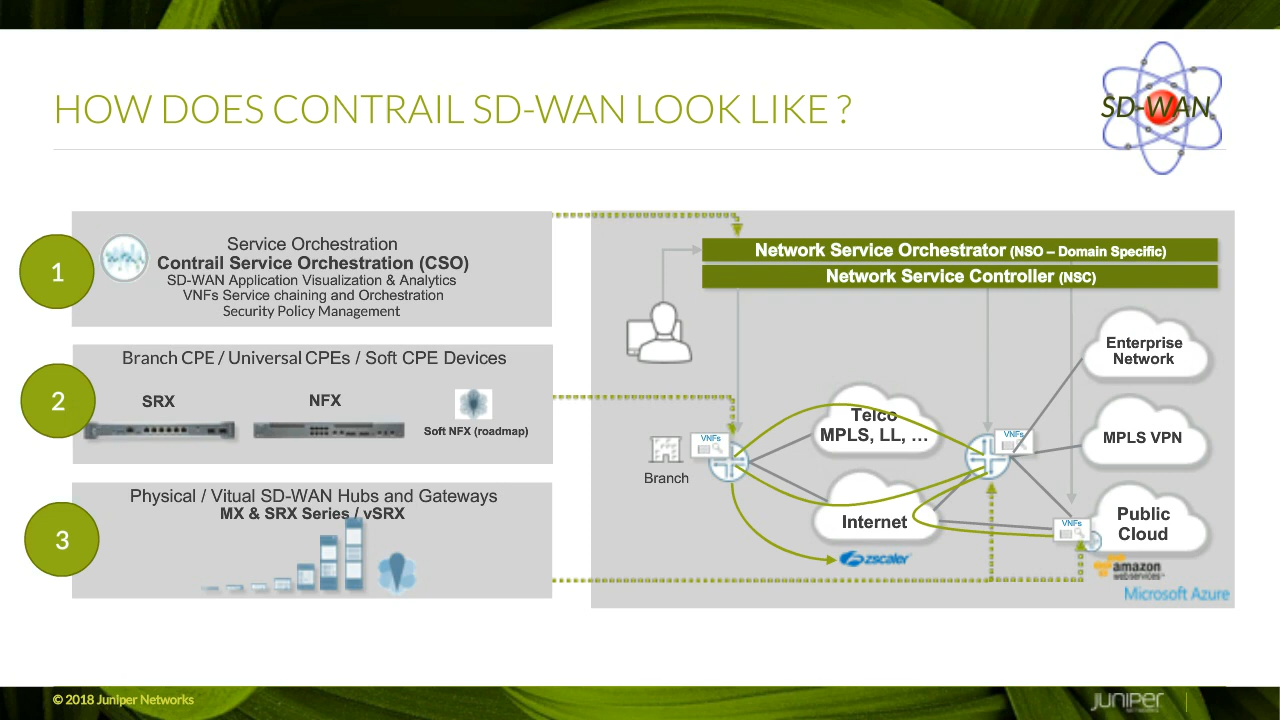 HOW DOES CONTRAIL SD-WAN LOOK LIKE ?
SD-WAN
1
Service Orchestration
Contrail Service Orchestration (CSO)
SD-WAN Application Visualization & Analytics
VNFs Service chaining and Orchestration
Security Policy Management
2
Branch CPE / Universal CPEs / Soft CPE Devices
SRX
NFX
Soft NFX (roadmap)
3
Physical / Vitual SD-WAN Hubs and Gateways
MX & SRX Series / vSRX
Network Service Orchestrator (NSO – Domain Specific)
Network Service Controller (NSC)
Enterprise
Network
Telco
MPLS, LL, …
VNFs
VNFs
MPLS VPN
Branch
Internet
Public
Cloud
VNFs
zscaler
amazon
webservices
Microsoft Azure
© 2018 Juniper Networks
JUNIPER
NETWORKS